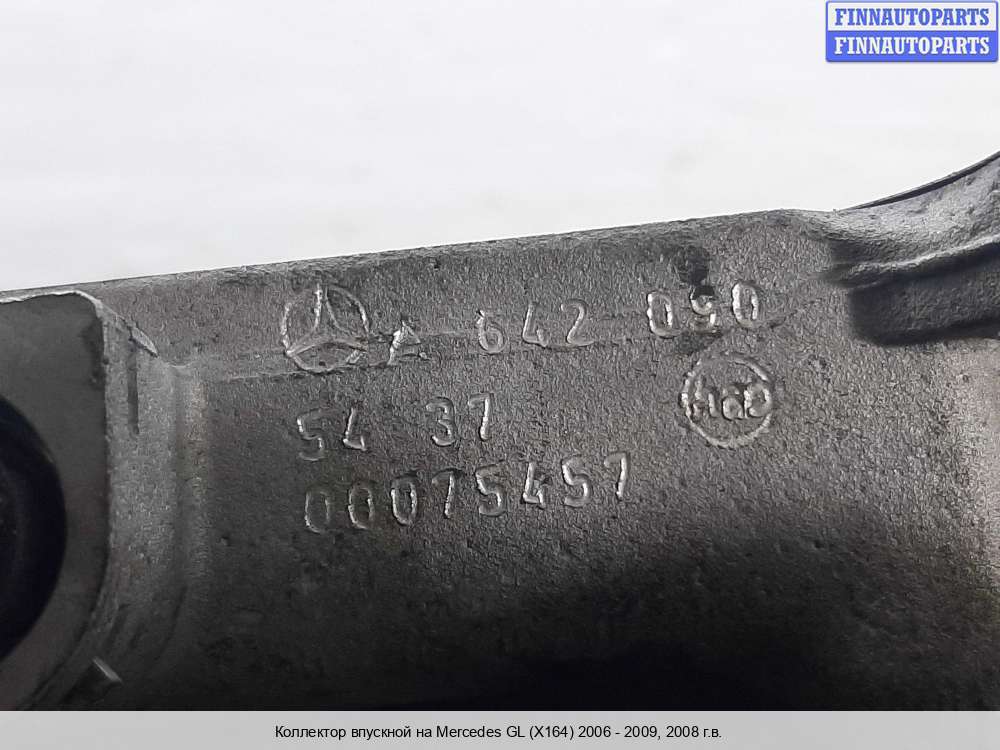 FINNAUTOPARTS
FINNAUTOPARTS
A 642 090
54 37
00075457
Коллектор впускной на Mercedes GL (X164) 2006 - 2009, 2008 г.в.